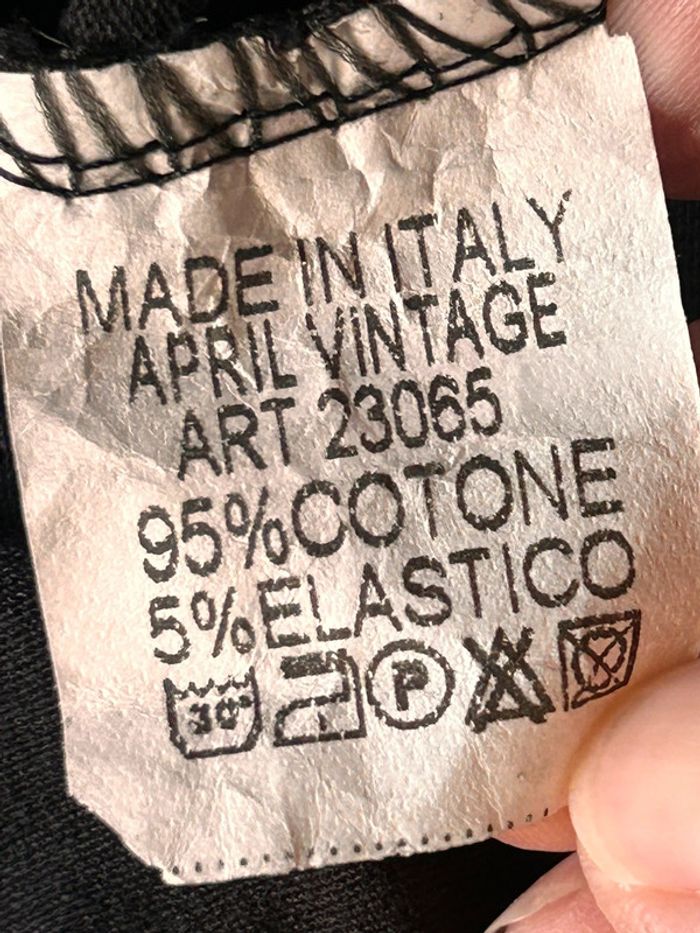 MADE IN ITALY
APRIL VINTAGE
ART 23065
95%COTONE
5%ELASTICO
30° P